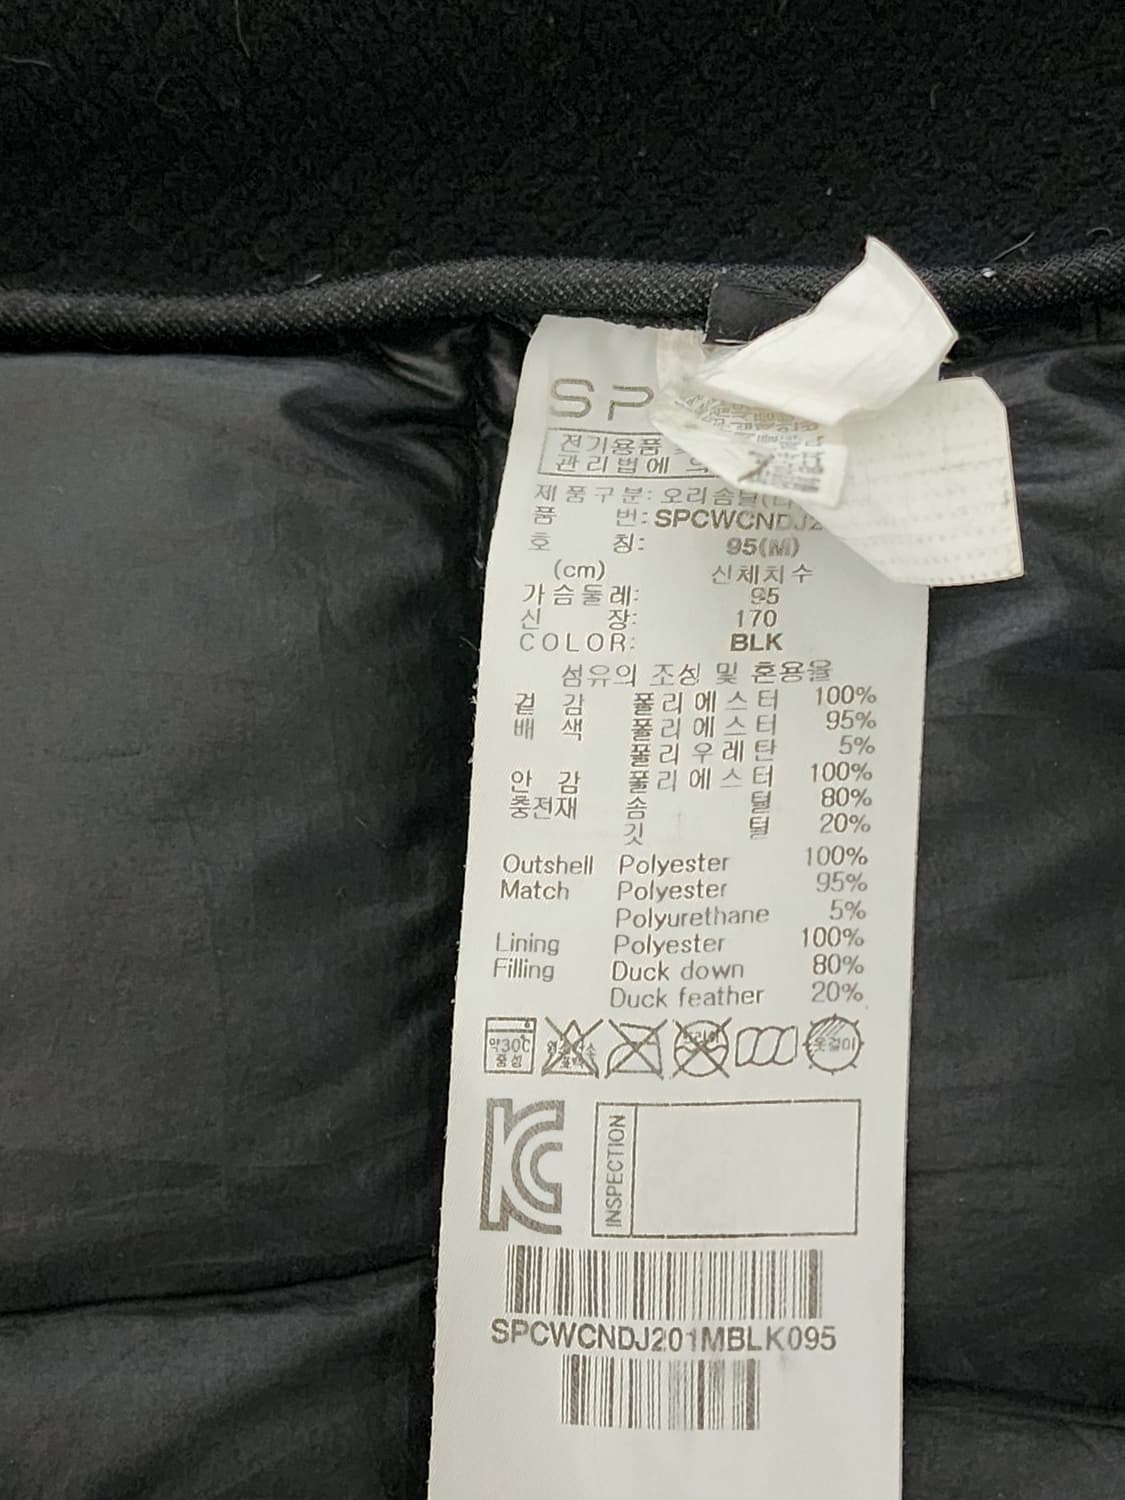 SP
전기용품
관리법에
제품구분: 오리솜털
품 번: SPCWCNDJ2
호 칭: 95(M)
(cm) 신체치수
가슴둘레: 95
신 장: 170
COLOR: BLK
섬유의 조성 및 혼용율
겉 감 폴리에스터 100%
배 색 폴리에스터 95%
폴리우레탄 5%
안 감 폴리에스터 100%
충전재 솜 털 80%
깃 털 20%
Outshell Polyester 100%
Match Polyester 95%
Polyurethane 5%
Lining Polyester 100%
Filling Duck down 80%
Duck feather 20%
약30℃ 중성 옷걸이
KC INSPECTION
SPCWCNDJ201MBLK095